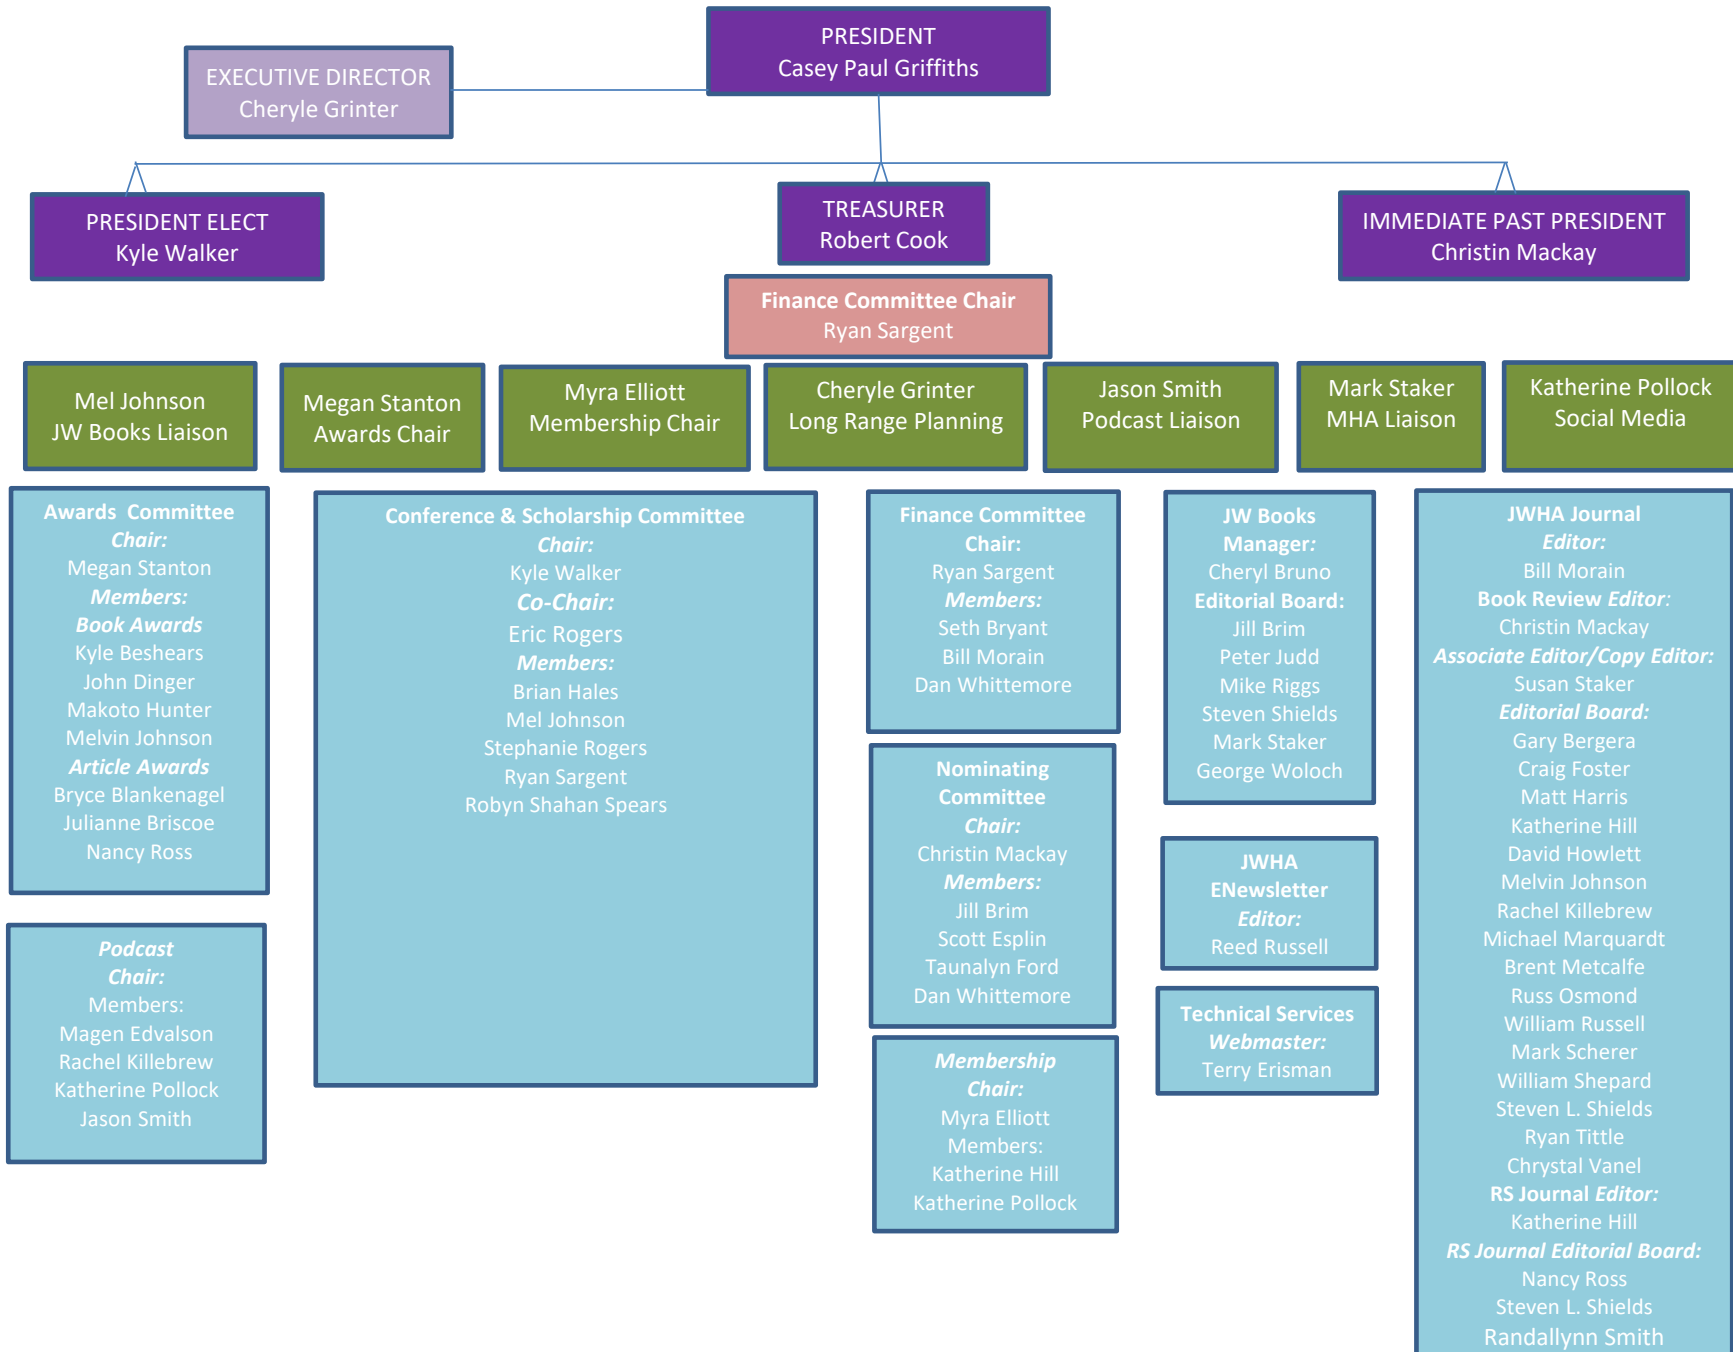 PRESIDENT
Casey Paul Griffiths
EXECUTIVE DIRECTOR
Cheryle Grinter
PRESIDENT ELECT
Kyle Walker
TREASURER
Robert Cook
IMMEDIATE PAST PRESIDENT
Christin Mackay
Finance Committee Chair
Ryan Sargent
Mel Johnson
JW Books Liaison
Megan Stanton
Awards Chair
Myra Elliott
Membership Chair
Cheryle Grinter
Long Range Planning
Jason Smith
Podcast Liaison
Mark Staker
MHA Liaison
Katherine Pollock
Social Media
Awards  Committee
Chair:
Megan Stanton
Members:
Book Awards
Kyle Beshears
John Dinger
Makoto Hunter
Melvin Johnson
Article Awards
Bryce Blankenagel
Julianne Briscoe
Nancy Ross
Podcast
Chair:
Members:
Magen Edvalson
Rachel Killebrew
Katherine Pollock
Jason Smith
Conference & Scholarship Committee
Chair:
Kyle Walker
Co-Chair:
Eric Rogers
Members:
Brian Hales
Mel Johnson
Stephanie Rogers
Ryan Sargent
Robyn Shahan Spears
Finance Committee
Chair:
Ryan Sargent
Members:
Seth Bryant
Bill Morain
Dan Whittemore
Nominating
Committee
Chair:
Christin Mackay
Members:
Jill Brim
Scott Esplin
Taunalyn Ford
Dan Whittemore
Membership
Chair:
Myra Elliott
Members:
Katherine Hill
Katherine Pollock
JW Books
Manager:
Cheryl Bruno
Editorial Board:
Jill Brim
Peter Judd
Mike Riggs
Steven Shields
Mark Staker
George Woloch
JWHA
ENewsletter
Editor:
Reed Russell
Technical Services
Webmaster:
Terry Erisman
JWHA Journal
Editor:
Bill Morain
Book Review Editor:
Christin Mackay
Associate Editor/Copy Editor:
Susan Staker
Editorial Board:
Gary Bergera
Craig Foster
Matt Harris
Katherine Hill
David Howlett
Melvin Johnson
Rachel Killebrew
Michael Marquardt
Brent Metcalfe
Russ Osmond
William Russell
Mark Scherer
William Shepard
Steven L. Shields
Ryan Tittle
Chrystal Vanel
RS Journal Editor:
Katherine Hill
RS Journal Editorial Board:
Nancy Ross
Steven L. Shields
Randallynn Smith